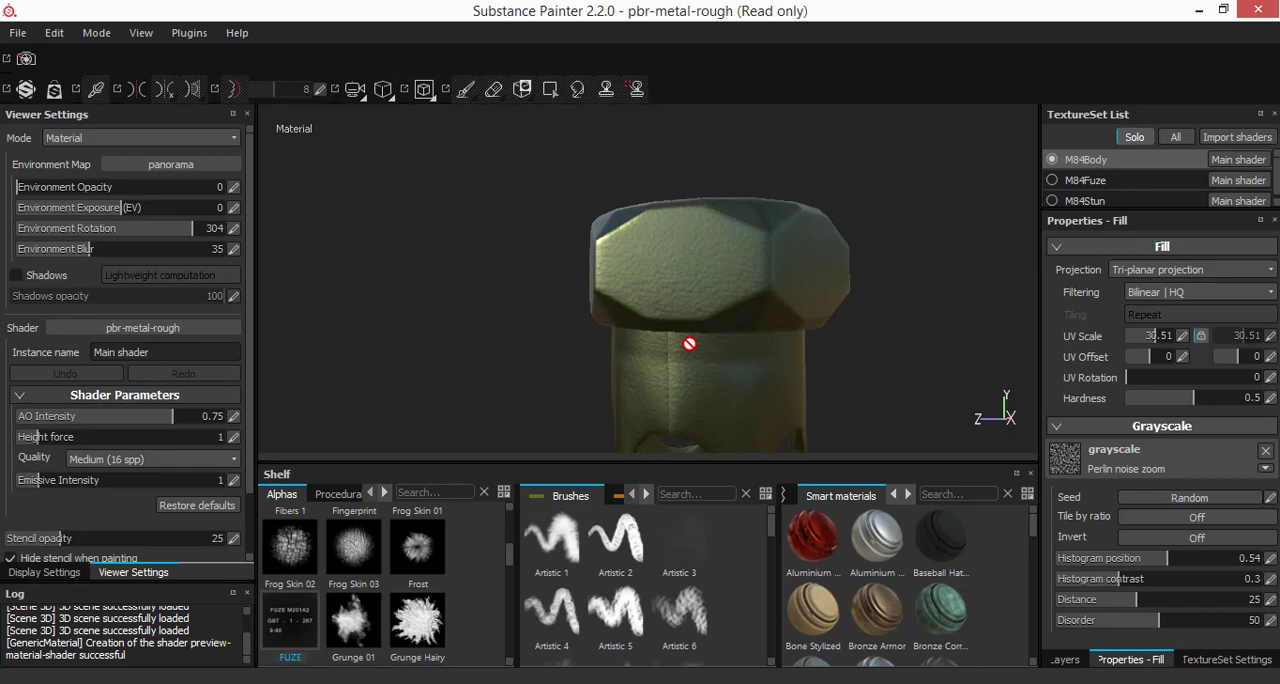 Substance Painter 2.2.0 - pbr-metal-rough (Read only)
File Edit Mode View Plugins Help
8
Viewer Settings
Mode Material
Environment Map panorama
Environment Opacity 0
Environment Exposure (EV) 0
Environment Rotation 304
Environment Blur 35
Shadows Lightweight computation
Shadows opacity 100
Shader pbr-metal-rough
Instance name Main shader
Undo Redo
Shader Parameters
AO Intensity 0.75
Height force 1
Quality Medium (16 spp)
Emissive Intensity 1
Restore defaults
Stencil opacity 25
Hide stencil when painting
Display Settings Viewer Settings
Log
[Scene 3D] 3D scene successfully loaded
[Scene 3D] 3D scene successfully loaded
[Scene 3D] 3D scene successfully loaded
[GenericMaterial] Creation of the shader preview-
material-shader successful
Material
Y
Z X
Shelf
Alphas Procedura Search...
Fibers 1 Fingerprint Frog Skin 01
Frog Skin 02 Frog Skin 03 Frost
FUZE M201A2
GBT - 1 - 267
9-80
FUZE Grunge 01 Grunge Hairy
Brushes Search...
Artistic 1 Artistic 2 Artistic 3
Artistic 4 Artistic 5 Artistic 6
Smart materials Search...
Aluminium ... Aluminium ... Baseball Hat...
Bone Stylized Bronze Armor Bronze Corr...
TextureSet List
Solo All Import shaders
M84Body Main shader
M84Fuze Main shader
M84Stun Main shader
Properties - Fill
Fill
Projection Tri-planar projection
Filtering Bilinear | HQ
Tiling Repeat
UV Scale 30.51 30.51
UV Offset 0 0
UV Rotation 0
Hardness 0.5
Grayscale
grayscale
Perlin noise zoom
Seed Random
Tile by ratio Off
Invert Off
Histogram position 0.54
Histogram contrast 0.3
Distance 25
Disorder 50
Layers Properties - Fill TextureSet Settings